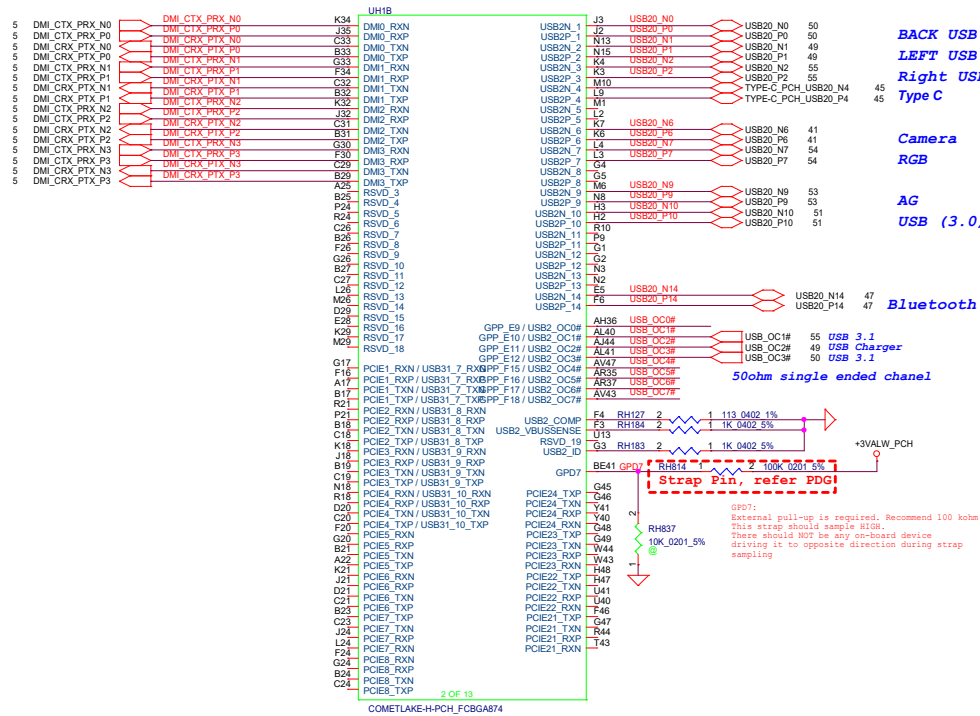 UH1B
5 DMI_CTX_PRX_N0 DMI_CTX_PRX_N0 K34 DMI0_RXN
5 DMI_CTX_PRX_P0 DMI_CTX_PRX_P0 J35 DMI0_RXP
5 DMI_CRX_PTX_N0 DMI_CRX_PTX_N0 C33 DMI0_TXN
5 DMI_CRX_PTX_P0 DMI_CRX_PTX_P0 B33 DMI0_TXP
5 DMI_CTX_PRX_N1 DMI_CTX_PRX_N1 G33 DMI1_RXN
5 DMI_CTX_PRX_P1 DMI_CTX_PRX_P1 F34 DMI1_RXP
5 DMI_CRX_PTX_N1 DMI_CRX_PTX_N1 C32 DMI1_TXN
5 DMI_CRX_PTX_P1 DMI_CRX_PTX_P1 B32 DMI1_TXP
5 DMI_CTX_PRX_N2 DMI_CTX_PRX_N2 K32 DMI2_RXN
5 DMI_CTX_PRX_P2 DMI_CTX_PRX_P2 J32 DMI2_RXP
5 DMI_CRX_PTX_N2 DMI_CRX_PTX_N2 C31 DMI2_TXN
5 DMI_CRX_PTX_P2 DMI_CRX_PTX_P2 B31 DMI2_TXP
5 DMI_CTX_PRX_N3 DMI_CTX_PRX_N3 G30 DMI3_RXN
5 DMI_CTX_PRX_P3 DMI_CTX_PRX_P3 F30 DMI3_RXP
5 DMI_CRX_PTX_N3 DMI_CRX_PTX_N3 C29 DMI3_TXN
5 DMI_CRX_PTX_P3 DMI_CRX_PTX_P3 B29 DMI3_TXP
A25 RSVD_3
B25 RSVD_4
P24 RSVD_5
R24 RSVD_6
C26 RSVD_7
B26 RSVD_8
F26 RSVD_9
G26 RSVD_10
B27 RSVD_11
C27 RSVD_12
L26 RSVD_13
M26 RSVD_14
D29 RSVD_15
E28 RSVD_16
K29 RSVD_17
M29 RSVD_18
G17 PCIE1_RXN / USB31_7_RXN
F16 PCIE1_RXP / USB31_7_RXP
A17 PCIE1_TXN / USB31_7_TXN
B17 PCIE1_TXP / USB31_7_TXP
R21 PCIE2_RXN / USB31_8_RXN
P21 PCIE2_RXP / USB31_8_RXP
B18 PCIE2_TXN / USB31_8_TXN
C18 PCIE2_TXP / USB31_8_TXP
K18 PCIE3_RXN / USB31_9_RXN
J18 PCIE3_RXP / USB31_9_RXP
B19 PCIE3_TXN / USB31_9_TXN
C19 PCIE3_TXP / USB31_9_TXP
N18 PCIE4_RXN / USB31_10_RXN
R18 PCIE4_RXP / USB31_10_RXP
D20 PCIE4_TXN / USB31_10_TXN
C20 PCIE4_TXP / USB31_10_TXP
F20 PCIE5_RXN
G20 PCIE5_RXP
B21 PCIE5_TXN
A22 PCIE5_TXP
K21 PCIE6_RXN
J21 PCIE6_RXP
D21 PCIE6_TXN
C21 PCIE6_TXP
B23 PCIE7_TXP
C23 PCIE7_TXN
J24 PCIE7_RXP
L24 PCIE7_RXN
F24 PCIE8_RXN
G24 PCIE8_RXP
B24 PCIE8_TXN
C24 PCIE8_TXP
USB2N_1 J3 USB20_N0 USB20_N0 50
USB2P_1 J2 USB20_P0 USB20_P0 50 BACK USB
USB2N_2 N13 USB20_N1 USB20_N1 49
USB2P_2 N15 USB20_P1 USB20_P1 49 LEFT USB
USB2N_3 K4 USB20_N2 USB20_N2 55
USB2P_3 K3 USB20_P2 USB20_P2 55 Right USB
USB2N_4 M10 TYPE-C_PCH_USB20_N4 45
USB2P_4 L9 TYPE-C_PCH_USB20_P4 45 Type C
USB2N_5 M1
USB2P_5 L2
USB2N_6 K7 USB20_N6 USB20_N6 41
USB2P_6 K6 USB20_P6 USB20_P6 41 Camera
USB2N_7 L4 USB20_N7 USB20_N7 54
USB2P_7 L3 USB20_P7 USB20_P7 54 RGB
USB2N_8 G4
USB2P_8 G5
USB2N_9 M6 USB20_N9 USB20_N9 53
USB2P_9 N8 USB20_P9 USB20_P9 53 AG
USB2N_10 H3 USB20_N10 USB20_N10 51
USB2P_10 H2 USB20_P10 USB20_P10 51 USB (3.0)
USB2N_11 R10
USB2P_11 P9
USB2N_12 G1
USB2P_12 G2
USB2N_13 N3
USB2P_13 N2
USB2N_14 E5 USB20_N14 USB20_N14 47
USB2P_14 F6 USB20_P14 USB20_P14 47 Bluetooth
GPP_E9 / USB2_OC0# AH36 USB_OC0#
GPP_E10 / USB2_OC1# AL40 USB_OC1# USB_OC1# 55 USB 3.1
GPP_E11 / USB2_OC2# AJ44 USB_OC2# USB_OC2# 49 USB Charger
GPP_E12 / USB2_OC3# AL41 USB_OC3# USB_OC3# 50 USB 3.1
GPP_F15 / USB2_OC4# AV47 USB_OC4#
GPP_F16 / USB2_OC5# AR35 USB_OC5#
GPP_F17 / USB2_OC6# AR37 USB_OC6#
GPP_F18 / USB2_OC7# AV43 USB_OC7#
50ohm single ended chanel
USB2_COMP F4 RH127 2 1 113_0402_1%
USB2_VBUSSENSE F3 RH184 2 1 1K_0402_5%
RSVD_19 U13
USB2_ID G3 RH183 2 1 1K_0402_5%
+3VALW_PCH
GPD7 BE41 GPD7 RH814 1 2 100K_0201_5%
Strap Pin, refer PDG
GPD7:
External pull-up is required. Recommend 100 kohm
This strap should sample HIGH.
There should NOT be any on-board device
driving it to opposite direction during strap
sampling
2
RH837
10K_0201_5%
@
1
PCIE24_TXP G45
PCIE24_TXN G46
PCIE24_RXP Y41
PCIE24_RXN Y40
PCIE23_TXP G48
PCIE23_TXN G49
PCIE23_RXP W44
PCIE23_RXN W43
PCIE22_TXP H48
PCIE22_TXN H47
PCIE22_RXP U41
PCIE22_RXN U40
PCIE21_TXP F46
PCIE21_TXN G47
PCIE21_RXP R44
PCIE21_RXN T43
2 OF 13
COMETLAKE-H-PCH_FCBGA874